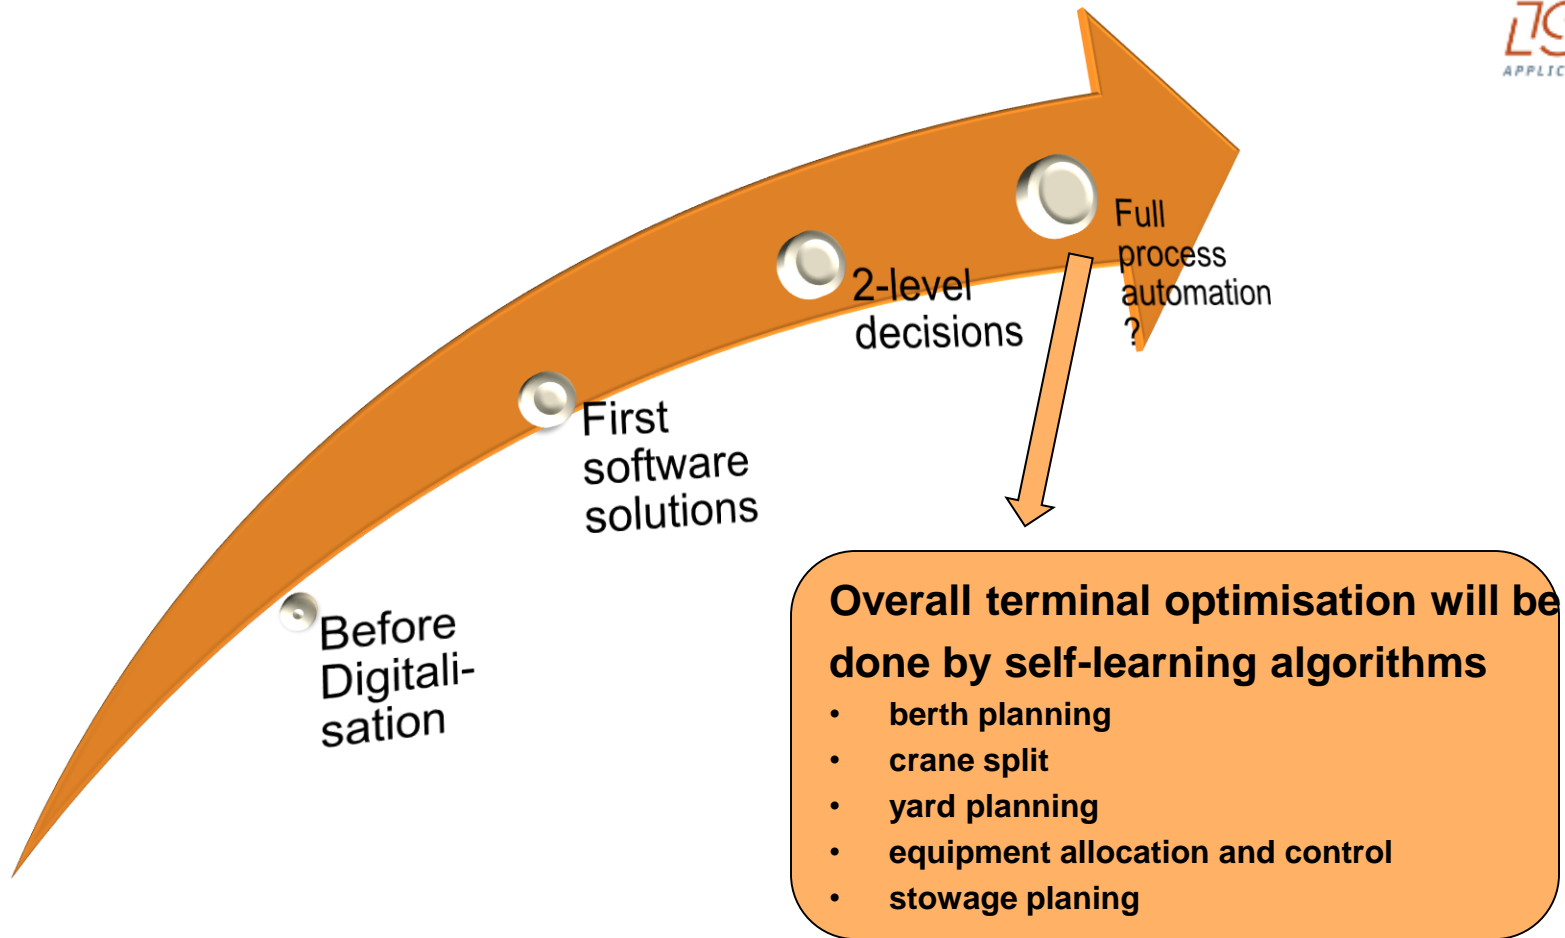 Full
process
automation
?
2-level
decisions
First
software
solutions
Before
Digitali-
sation
Overall terminal optimisation will be
done by self-learning algorithms
• berth planning
• crane split
• yard planning
• equipment allocation and control
• stowage planing